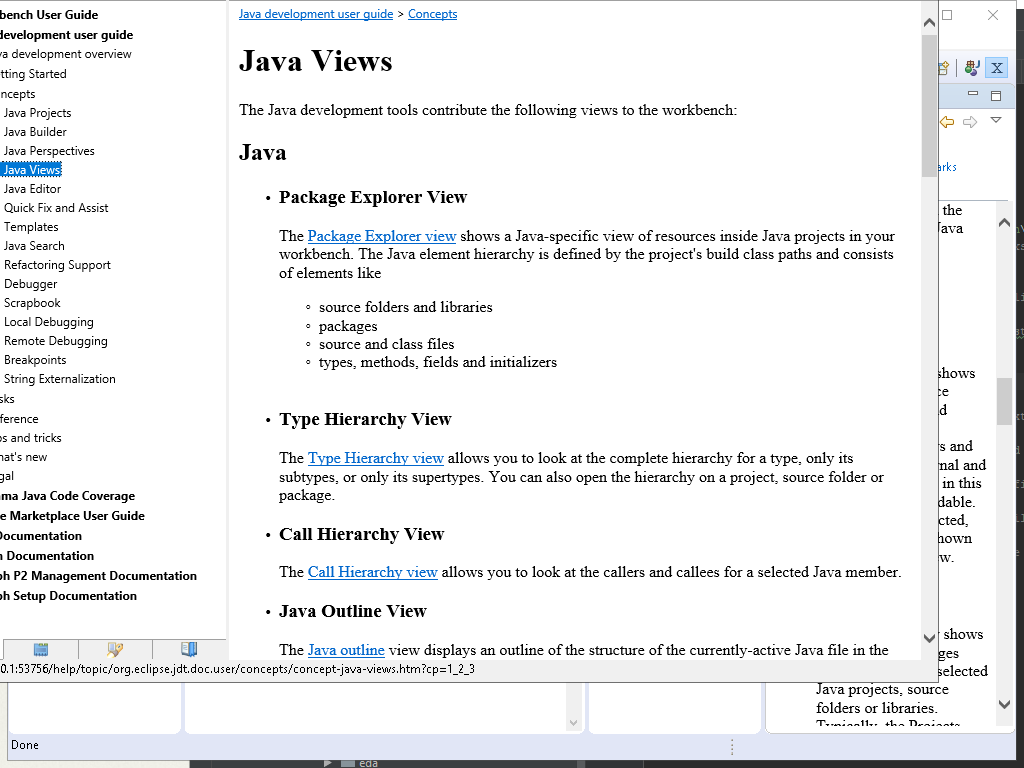 bench User Guide
development user guide
va development overview
tting Started
ncepts
Java Projects
Java Builder
Java Perspectives
Java Views
Java Editor
Quick Fix and Assist
Templates
Java Search
Refactoring Support
Debugger
Scrapbook
Local Debugging
Remote Debugging
Breakpoints
String Externalization
sks
ference
ps and tricks
hat's new
gal
ma Java Code Coverage
e Marketplace User Guide
Documentation
n Documentation
ph P2 Management Documentation
ph Setup Documentation
Java development user guide > Concepts
Java Views
The Java development tools contribute the following views to the workbench:
Java
• Package Explorer View
The Package Explorer view shows a Java-specific view of resources inside Java projects in your
workbench. The Java element hierarchy is defined by the project's build class paths and consists
of elements like
◦ source folders and libraries
◦ packages
◦ source and class files
◦ types, methods, fields and initializers
• Type Hierarchy View
The Type Hierarchy view allows you to look at the complete hierarchy for a type, only its
subtypes, or only its supertypes. You can also open the hierarchy on a project, source folder or
package.
• Call Hierarchy View
The Call Hierarchy view allows you to look at the callers and callees for a selected Java member.
• Java Outline View
The Java outline view displays an outline of the structure of the currently-active Java file in the
0.1:53756/help/topic/org.eclipse.jdt.doc.user/concepts/concept-java-views.htm?cp=1_2_3
X
arks
the
Java
shows
ce
d
s and
nal and
in this
dable.
cted,
hown
w.
shows
ges
selected
Java projects, source
folders or libraries.
Typically, the Projects
Done
eda